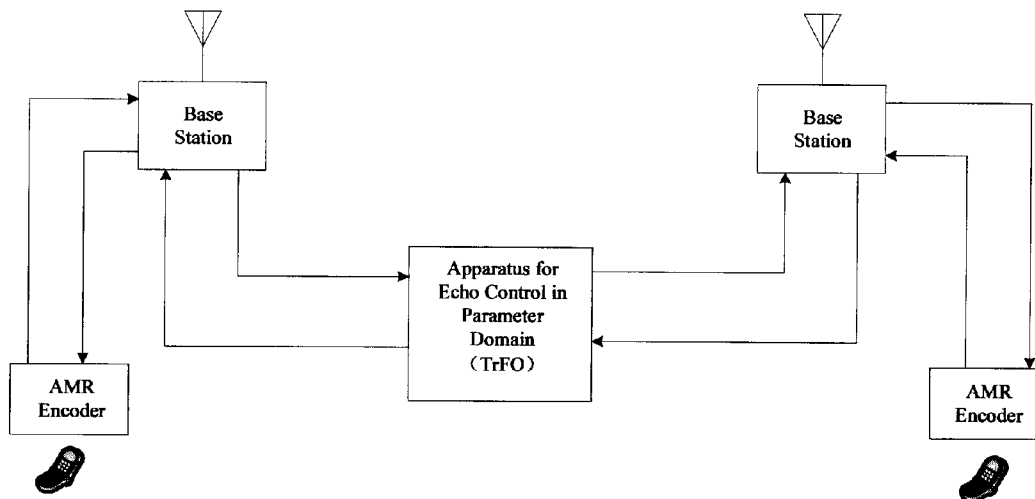 Base
Station
Base
Station
Apparatus for
Echo Control in
Parameter
Domain
（TrFO）
AMR
Encoder
AMR
Encoder